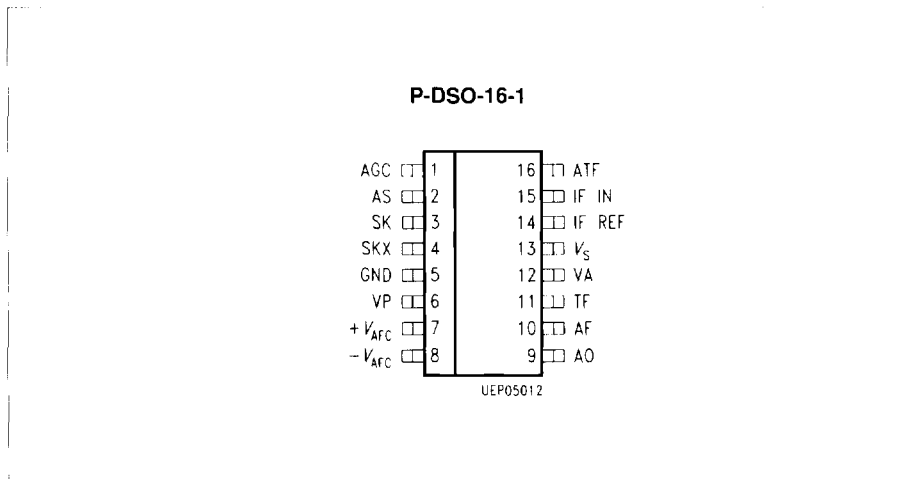 P-DSO-16-1
AGC 1 16 ATF
AS 2 15 IF IN
SK 3 14 IF REF
SKX 4 13 VS
GND 5 12 VA
VP 6 11 TF
+VAFC 7 10 AF
−VAFC 8 9 AO
UEP05012